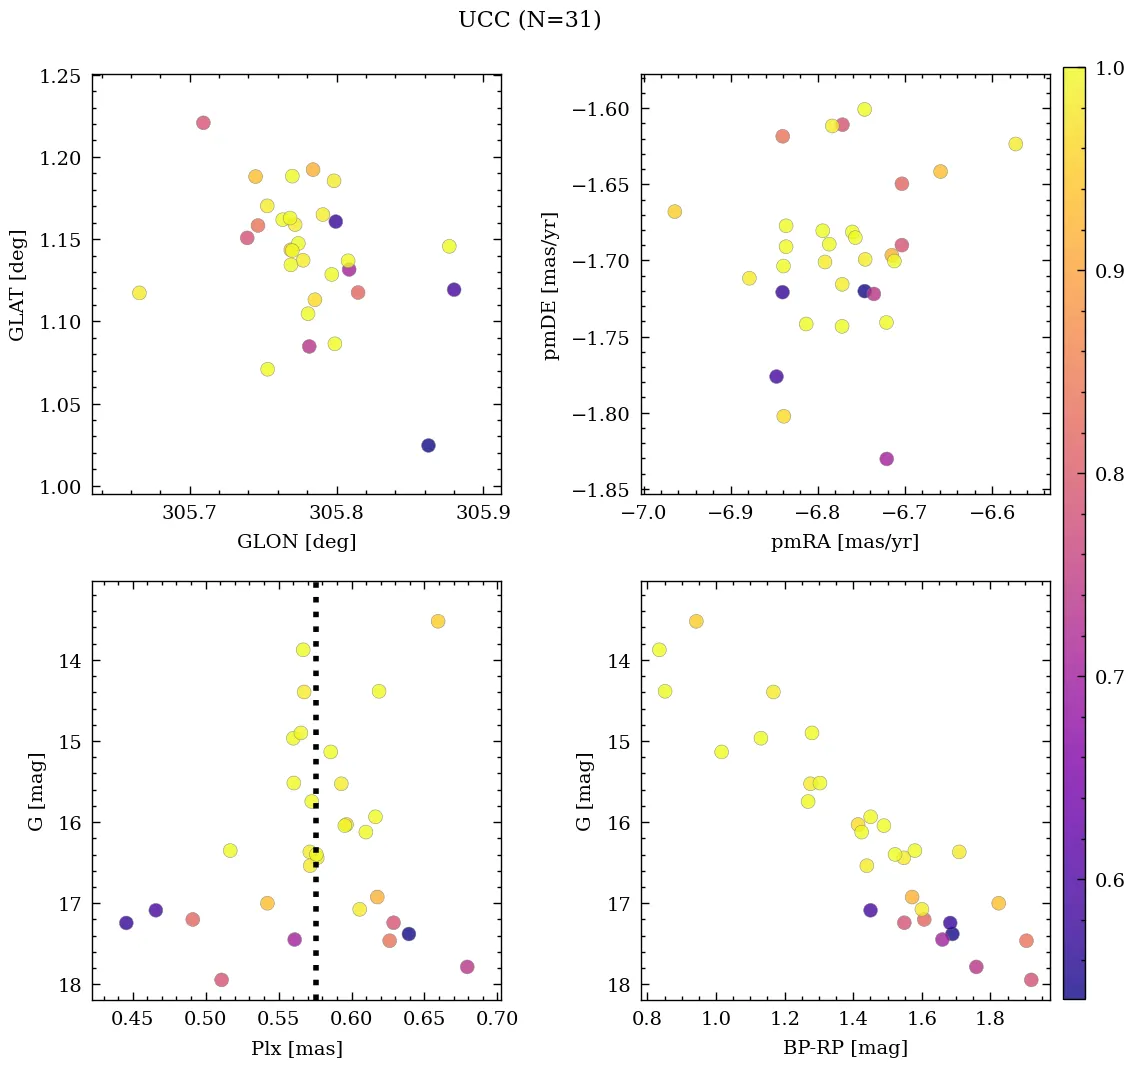 UCC (N=31)
1.25
1.20
1.15
1.10
1.05
1.00
GLAT [deg]
305.7 305.8 305.9
GLON [deg]
−1.60
−1.65
−1.70
−1.75
−1.80
−1.85
pmDE [mas/yr]
−7.0 −6.9 −6.8 −6.7 −6.6
pmRA [mas/yr]
14
15
16
17
18
G [mag]
0.45 0.50 0.55 0.60 0.65 0.70
Plx [mas]
14
15
16
17
18
G [mag]
0.8 1.0 1.2 1.4 1.6 1.8
BP-RP [mag]
1.0
0.9
0.8
0.7
0.6